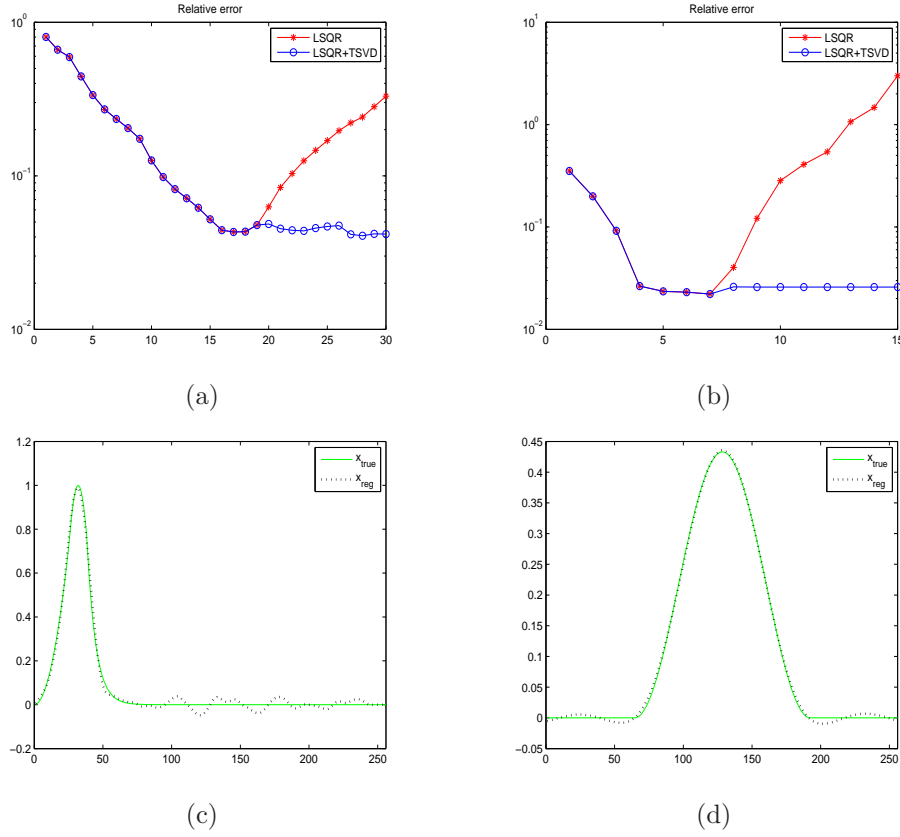 Relative error
10^0
10^-1
10^-2
0 5 10 15 20 25 30
LSQR
LSQR+TSVD
(a)
Relative error
10^1
10^0
10^-1
10^-2
0 5 10 15
LSQR
LSQR+TSVD
(b)
1.2
1
0.8
0.6
0.4
0.2
0
−0.2
0 50 100 150 200 250
x_true
x_reg
(c)
0.45
0.4
0.35
0.3
0.25
0.2
0.15
0.1
0.05
0
−0.05
0 50 100 150 200 250
x_true
x_reg
(d)